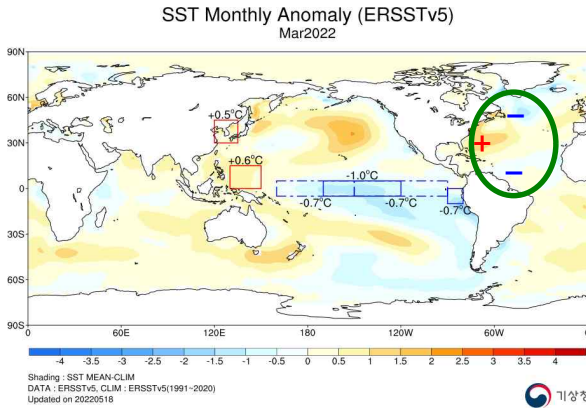 SST Monthly Anomaly (ERSSTv5)
Mar2022
90N
60N
30N
0
30S
60S
90S
+0.5°C
+0.6°C
-1.0°C
-0.7°C
-0.7°C
-0.7°C
+
0 60E 120E 180 120W 60W
-4 -3.5 -3 -2.5 -2 -1.5 -1 -0.5 0 0.5 1 1.5 2 2.5 3 3.5 4
Shading : SST MEAN-CLIM
DATA : ERSSTv5, CLIM : ERSSTv5(1991~2020)
Updated on 20220518